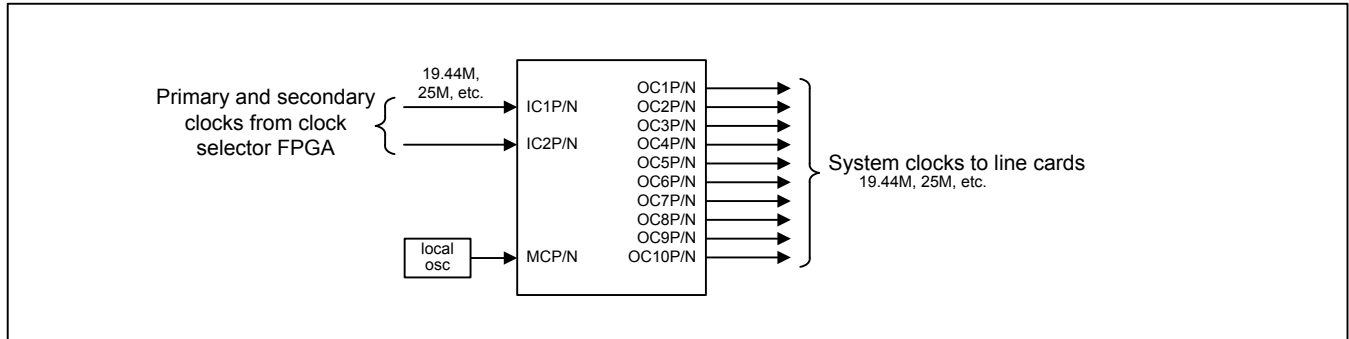 Primary and secondary
clocks from clock
selector FPGA
19.44M,
25M, etc.
IC1P/N
IC2P/N
local
osc
MCP/N
OC1P/N
OC2P/N
OC3P/N
OC4P/N
OC5P/N
OC6P/N
OC7P/N
OC8P/N
OC9P/N
OC10P/N
System clocks to line cards
19.44M, 25M, etc.